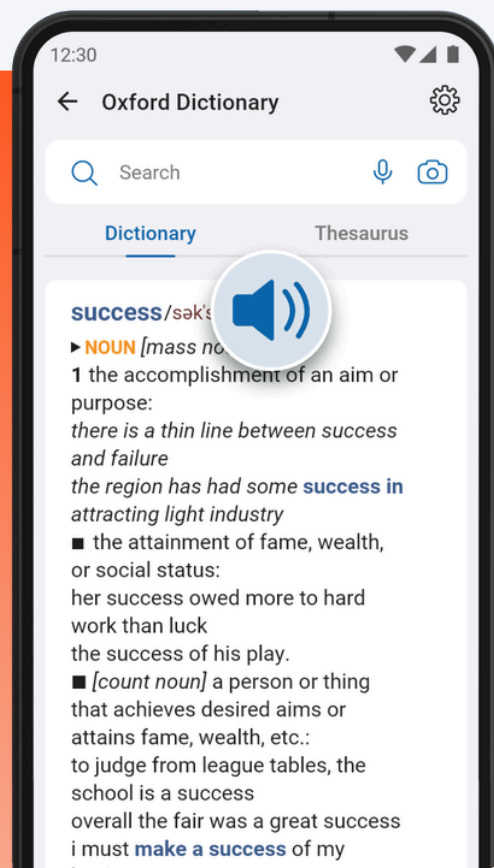 12:30
Oxford Dictionary
Search
Dictionary Thesaurus
success/sək's
▶ NOUN [mass no
1 the accomplishment of an aim or
purpose:
there is a thin line between success
and failure
the region has had some success in
attracting light industry
■ the attainment of fame, wealth,
or social status:
her success owed more to hard
work than luck
the success of his play.
■ [count noun] a person or thing
that achieves desired aims or
attains fame, wealth, etc.:
to judge from league tables, the
school is a success
overall the fair was a great success
i must make a success of my